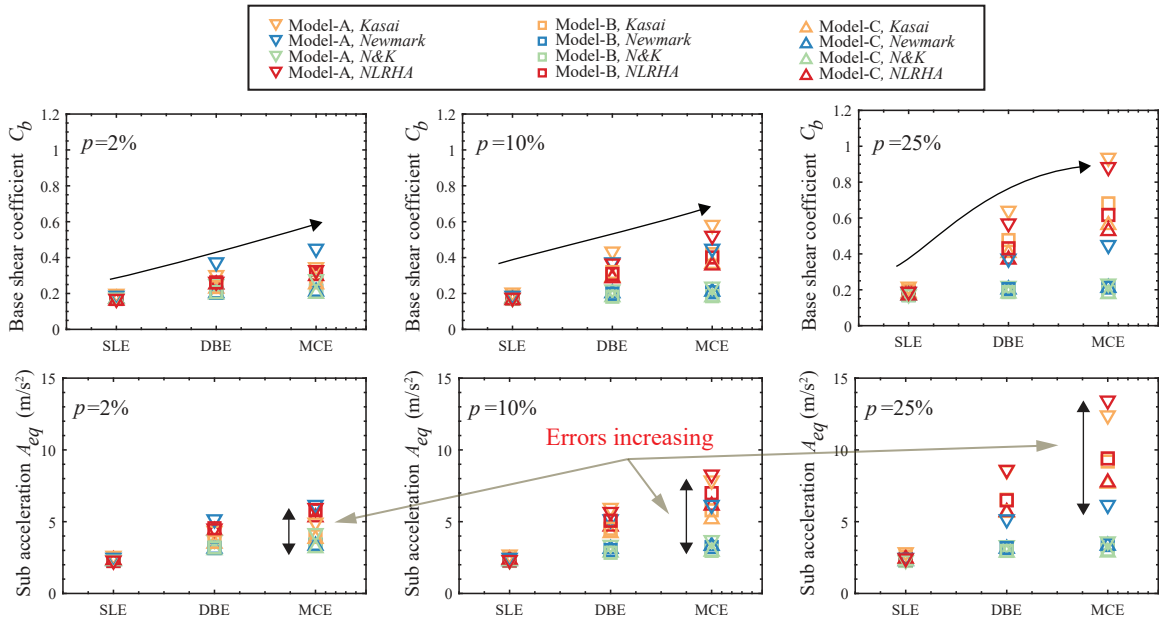 Model-A, Kasai Model-B, Kasai Model-C, Kasai
Model-A, Newmark Model-B, Newmark Model-C, Newmark
Model-A, N&K Model-B, N&K Model-C, N&K
Model-A, NLRHA Model-B, NLRHA Model-C, NLRHA
Base shear coefficient C_b
1.2
1
0.8
0.6
0.4
0.2
0
p=2%
SLE DBE MCE
Base shear coefficient C_b
1.2
1
0.8
0.6
0.4
0.2
0
p=10%
SLE DBE MCE
Base shear coefficient C_b
1.2
1
0.8
0.6
0.4
0.2
0
p=25%
SLE DBE MCE
Sub acceleration A_eq (m/s²)
15
10
5
0
p=2%
SLE DBE MCE
Sub acceleration A_eq (m/s²)
15
10
5
0
p=10%
Errors increasing
SLE DBE MCE
Sub acceleration A_eq (m/s²)
15
10
5
0
p=25%
SLE DBE MCE